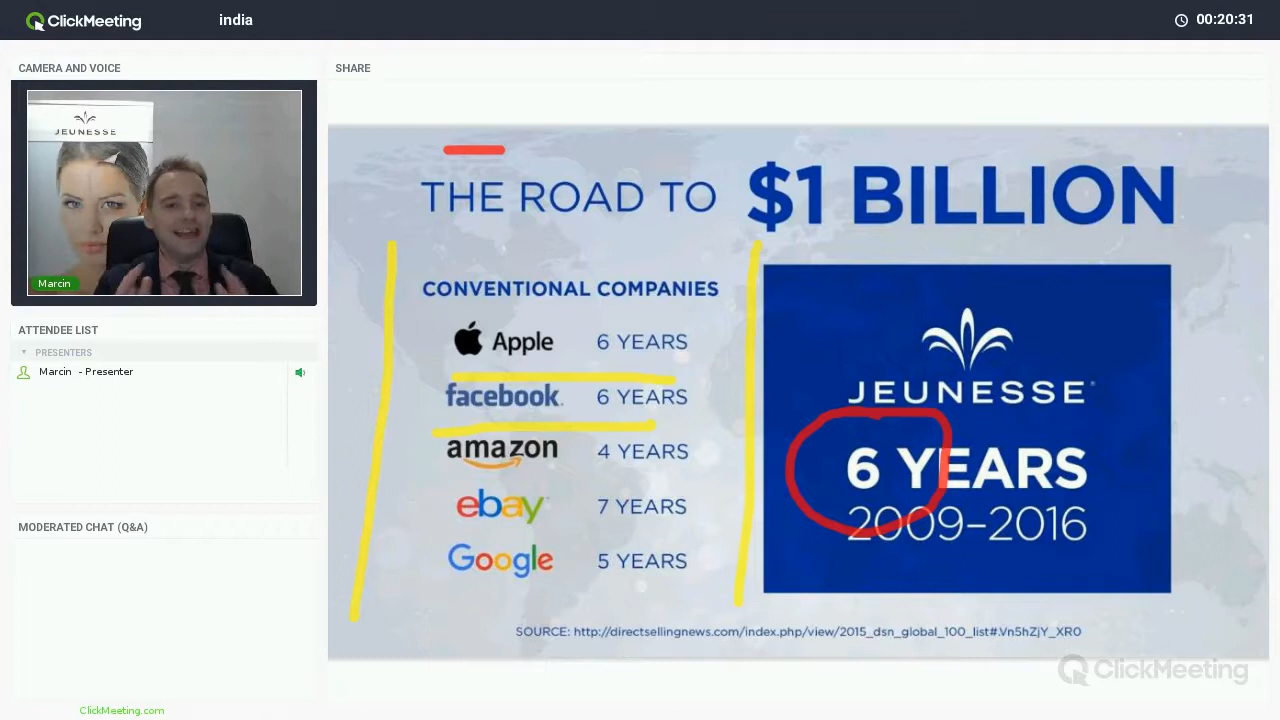 ClickMeeting
india
00:20:31
CAMERA AND VOICE
JEUNESSE
Marcin
ATTENDEE LIST
PRESENTERS
Marcin - Presenter
MODERATED CHAT (Q&A)
ClickMeeting.com
SHARE
THE ROAD TO $1 BILLION
CONVENTIONAL COMPANIES
Apple 6 YEARS
facebook. 6 YEARS
amazon 4 YEARS
ebay 7 YEARS
Google 5 YEARS
JEUNESSE
6 YEARS
2009–2016
SOURCE: http://directsellingnews.com/index.php/view/2015_dsn_global_100_list#.Vn5hZjY_XR0
ClickMeeting